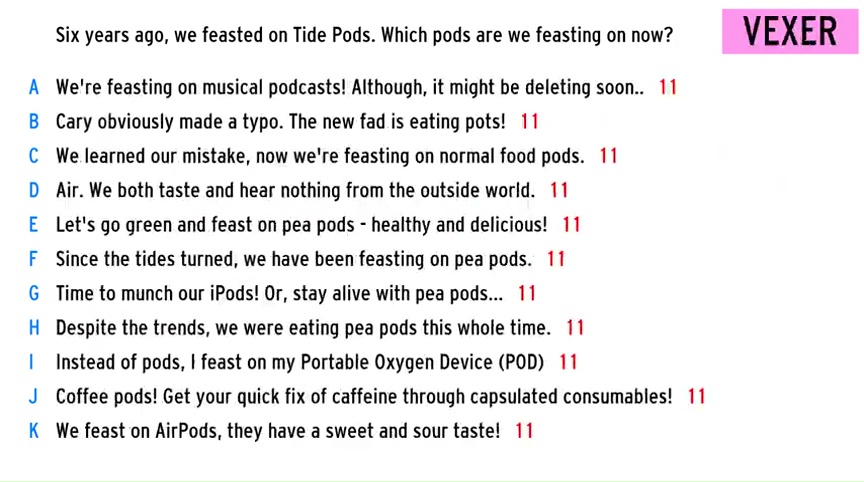 Six years ago, we feasted on Tide Pods. Which pods are we feasting on now?
VEXER
A We're feasting on musical podcasts! Although, it might be deleting soon.. 11
B Cary obviously made a typo. The new fad is eating pots! 11
C We learned our mistake, now we're feasting on normal food pods. 11
D Air. We both taste and hear nothing from the outside world. 11
E Let's go green and feast on pea pods - healthy and delicious! 11
F Since the tides turned, we have been feasting on pea pods. 11
G Time to munch our iPods! Or, stay alive with pea pods... 11
H Despite the trends, we were eating pea pods this whole time. 11
I Instead of pods, I feast on my Portable Oxygen Device (POD) 11
J Coffee pods! Get your quick fix of caffeine through capsulated consumables! 11
K We feast on AirPods, they have a sweet and sour taste! 11